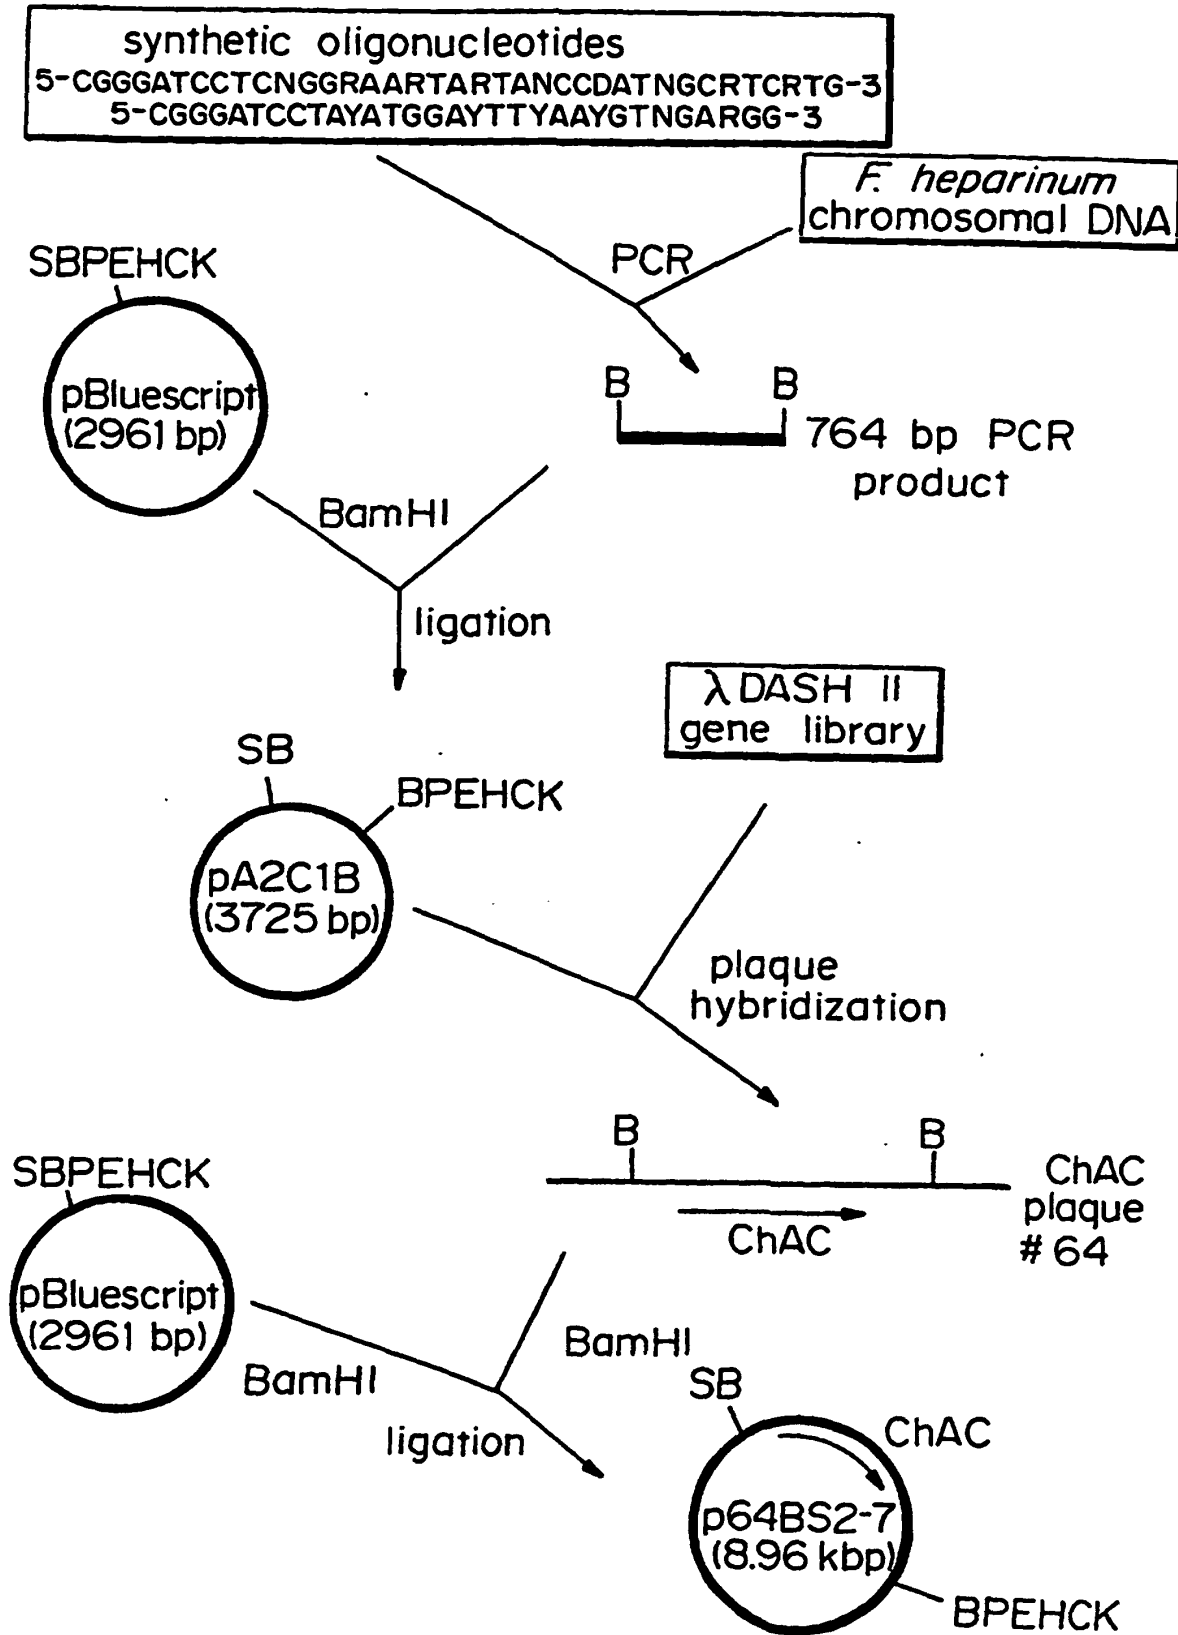 synthetic oligonucleotides
5-CGGGATCCTCNGGRAARTARTANCCDATNGCRTCRTG-3
5-CGGGATCCTAYATGGAYTTYAAYGTNGARGG-3
F. heparinum
chromosomal DNA
PCR
SBPEHCK
pBluescript
(2961 bp)
B
B
764 bp PCR
product
BamHI
ligation
λDASH II
gene library
SB
BPEHCK
pA2C1B
(3725 bp)
plaque
hybridization
B
B
ChAC
plaque
#64
ChAC
SBPEHCK
pBluescript
(2961 bp)
BamHI
BamHI
ligation
SB
ChAC
p64BS2-7
(8.96 kbp)
BPEHCK